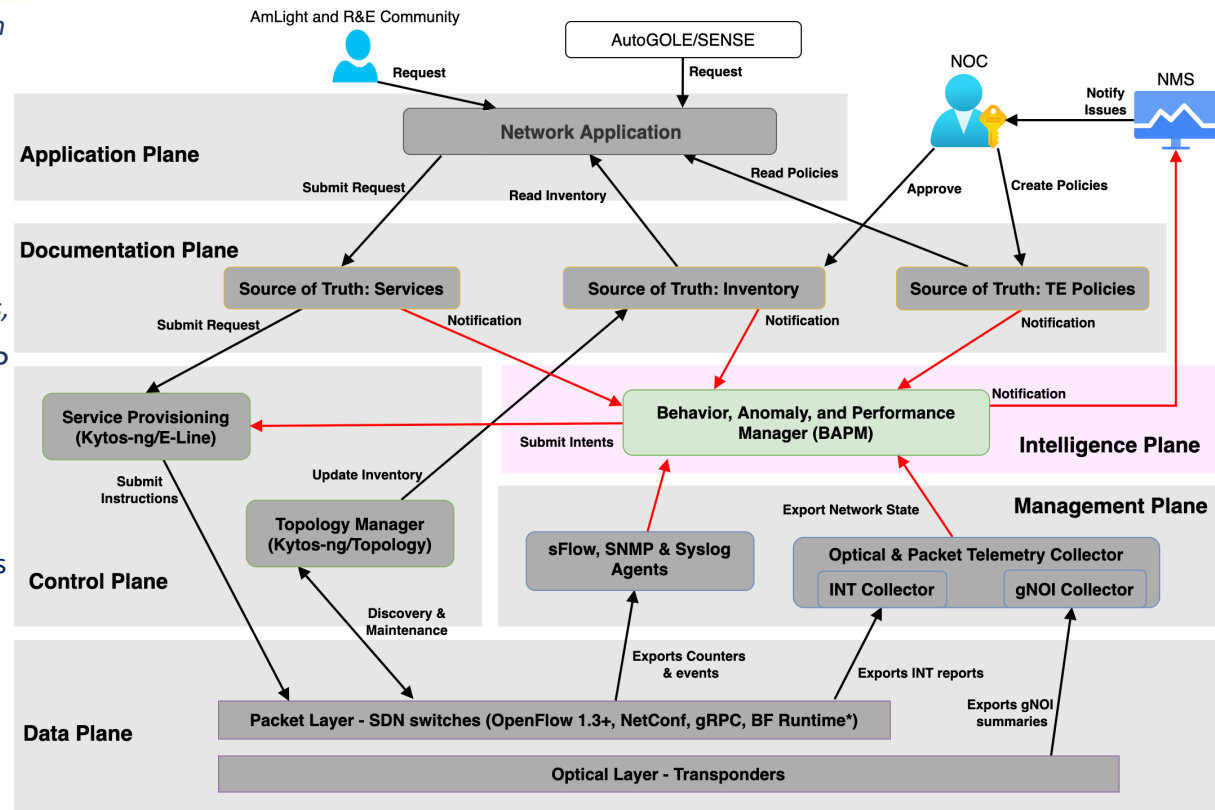 AmLight and R&E Community
AutoGOLE/SENSE
NOC
NMS
Request
Request
Notify
Issues
Network Application
Application Plane
Submit Request
Read Inventory
Read Policies
Approve
Create Policies
Documentation Plane
Source of Truth: Services
Source of Truth: Inventory
Source of Truth: TE Policies
Submit Request
Notification
Notification
Notification
Service Provisioning
(Kytos-ng/E-Line)
Behavior, Anomaly, and Performance
Manager (BAPM)
Notification
Submit Intents
Intelligence Plane
Submit
Instructions
Update Inventory
Management Plane
Export Network State
Topology Manager
(Kytos-ng/Topology)
sFlow, SNMP & Syslog
Agents
Optical & Packet Telemetry Collector
INT Collector
gNOI Collector
Control Plane
Discovery &
Maintenance
Exports Counters
& events
Exports INT reports
Exports gNOI
summaries
Packet Layer - SDN switches (OpenFlow 1.3+, NetConf, gRPC, BF Runtime*)
Data Plane
Optical Layer - Transponders